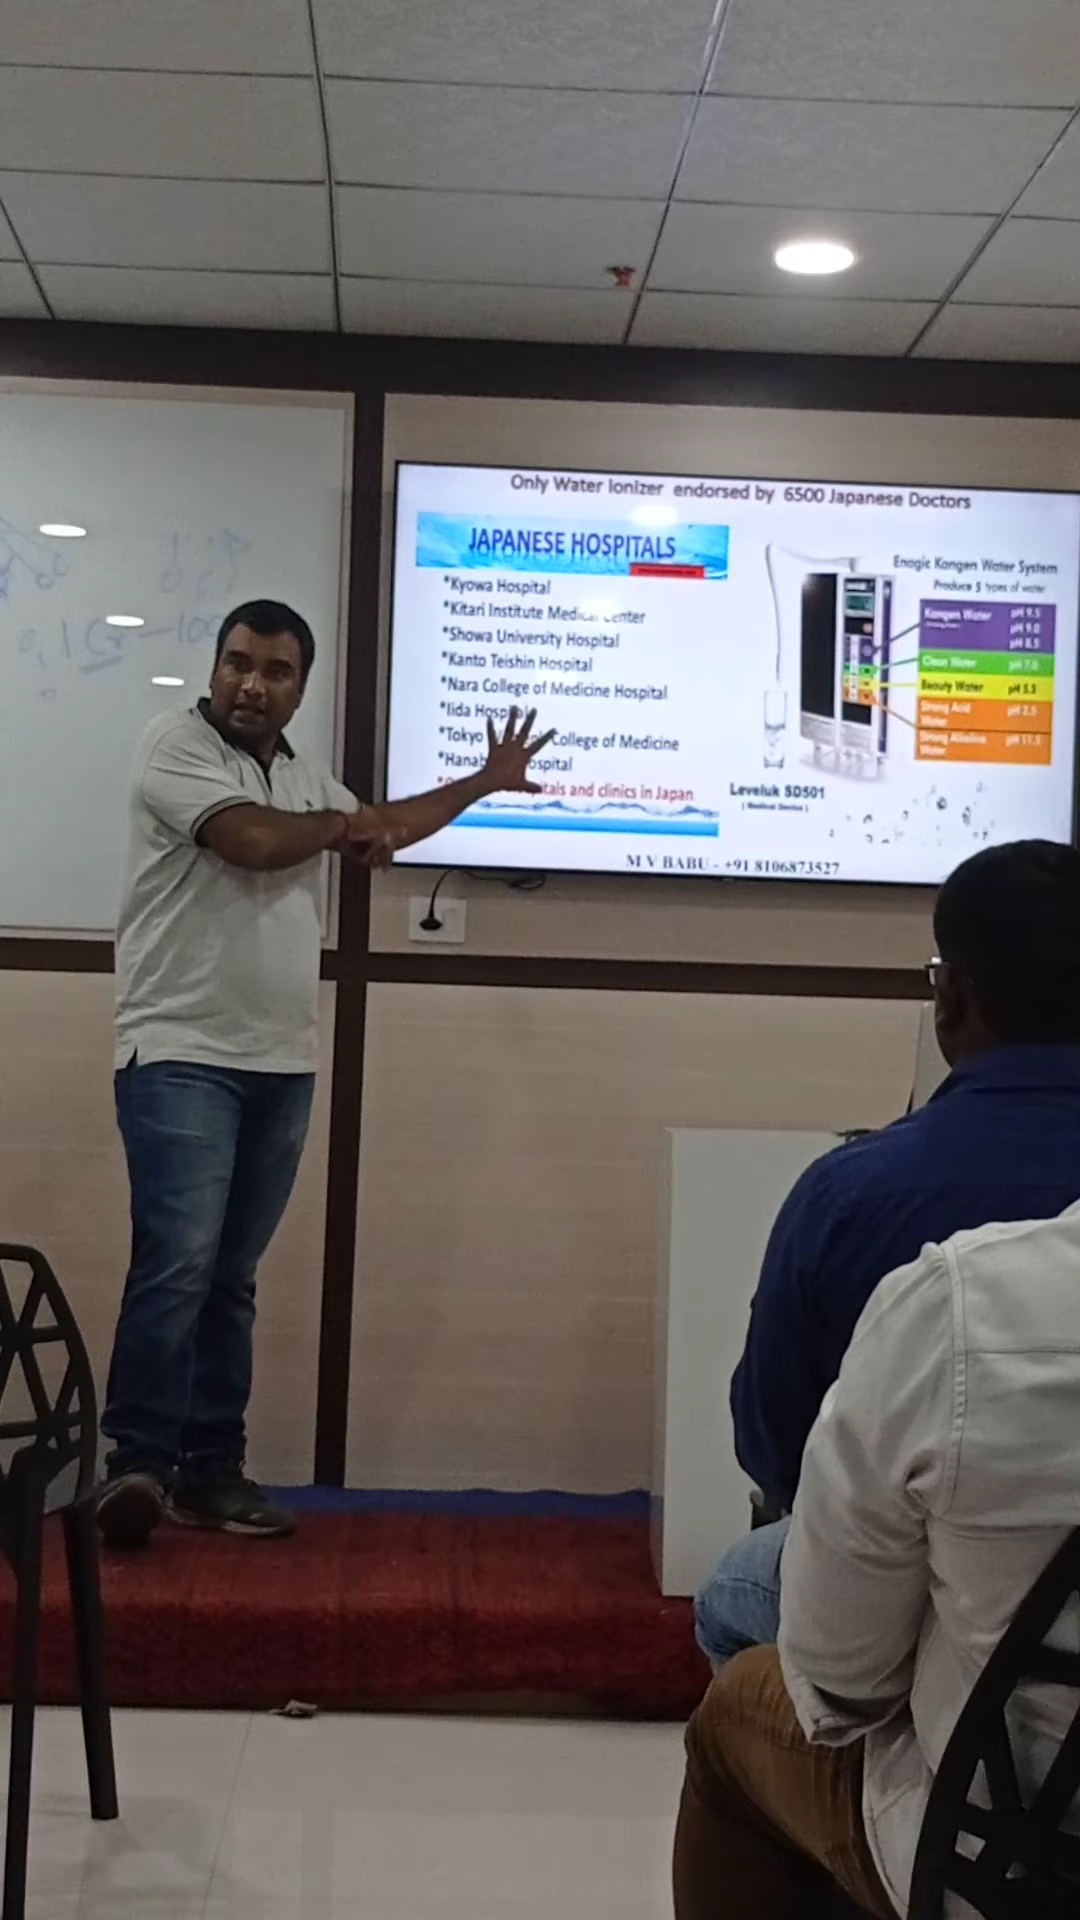 Only Water Ionizer endorsed by 6500 Japanese Doctors
JAPANESE HOSPITALS
*Kyowa Hospital
*Kitari Institute Medical Center
*Showa University Hospital
*Kanto Teishin Hospital
*Nara College of Medicine Hospital
*Iida Hospital
*Tokyo College of Medicine
*Hanab ospital
tals and clinics in Japan
Enagic Kangen Water System
Produce 5 types of water
Kangen Water pH 9.5
pH 9.0
pH 8.5
Clean Water pH 7.0
Beauty Water pH 5.5
Strong Acid Water pH 2.5
Strong Alkaline Water pH 11.5
Leveluk SD501
( Medical Device )
M V BABU - +91 8106873527